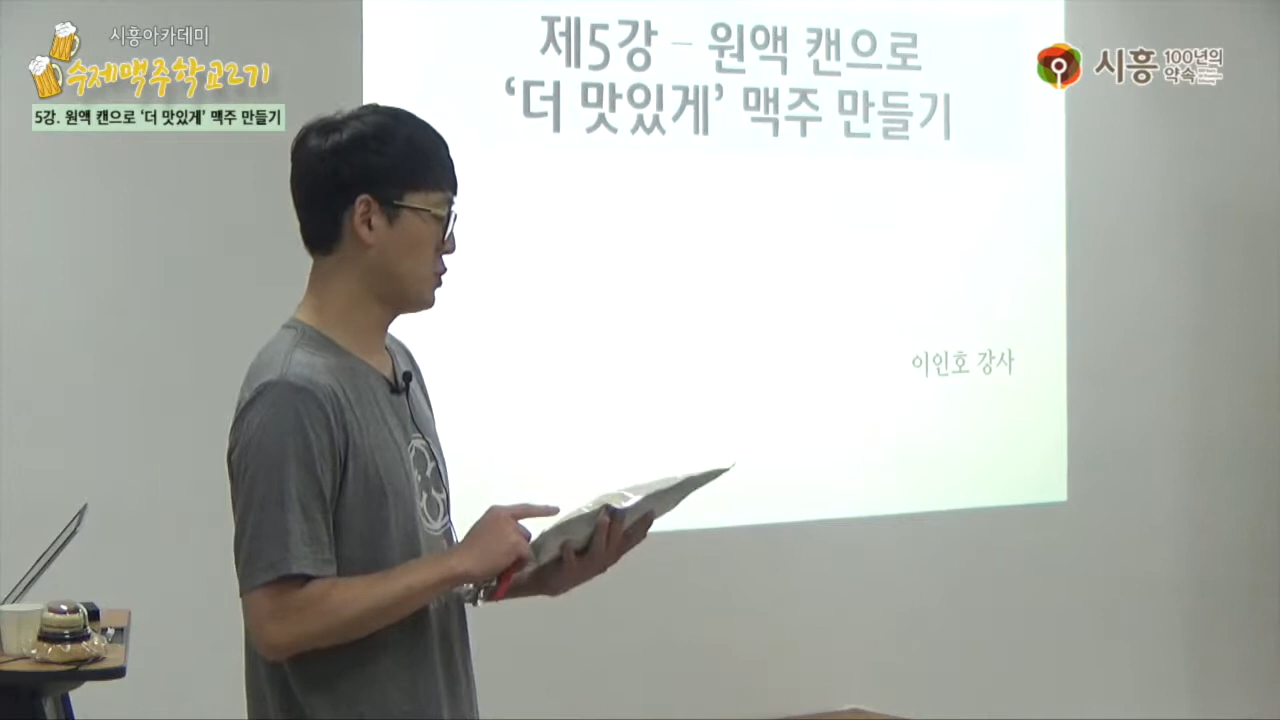 시흥아카데미
수제맥주학교2기
5강. 원액 캔으로 '더 맛있게' 맥주 만들기
제5강 - 원액 캔으로
'더 맛있게' 맥주 만들기
시흥 100년의
약속
이인호 강사